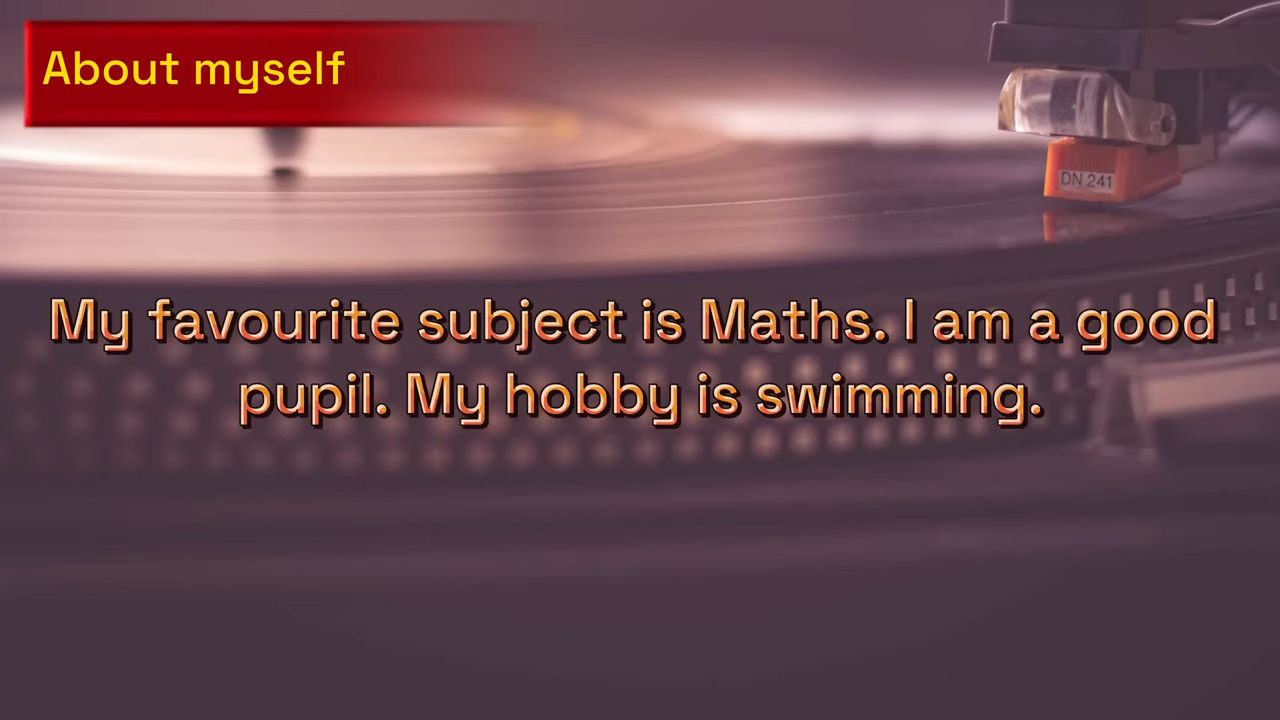 About myself
DN 241
My favourite subject is Maths. I am a good
pupil. My hobby is swimming.